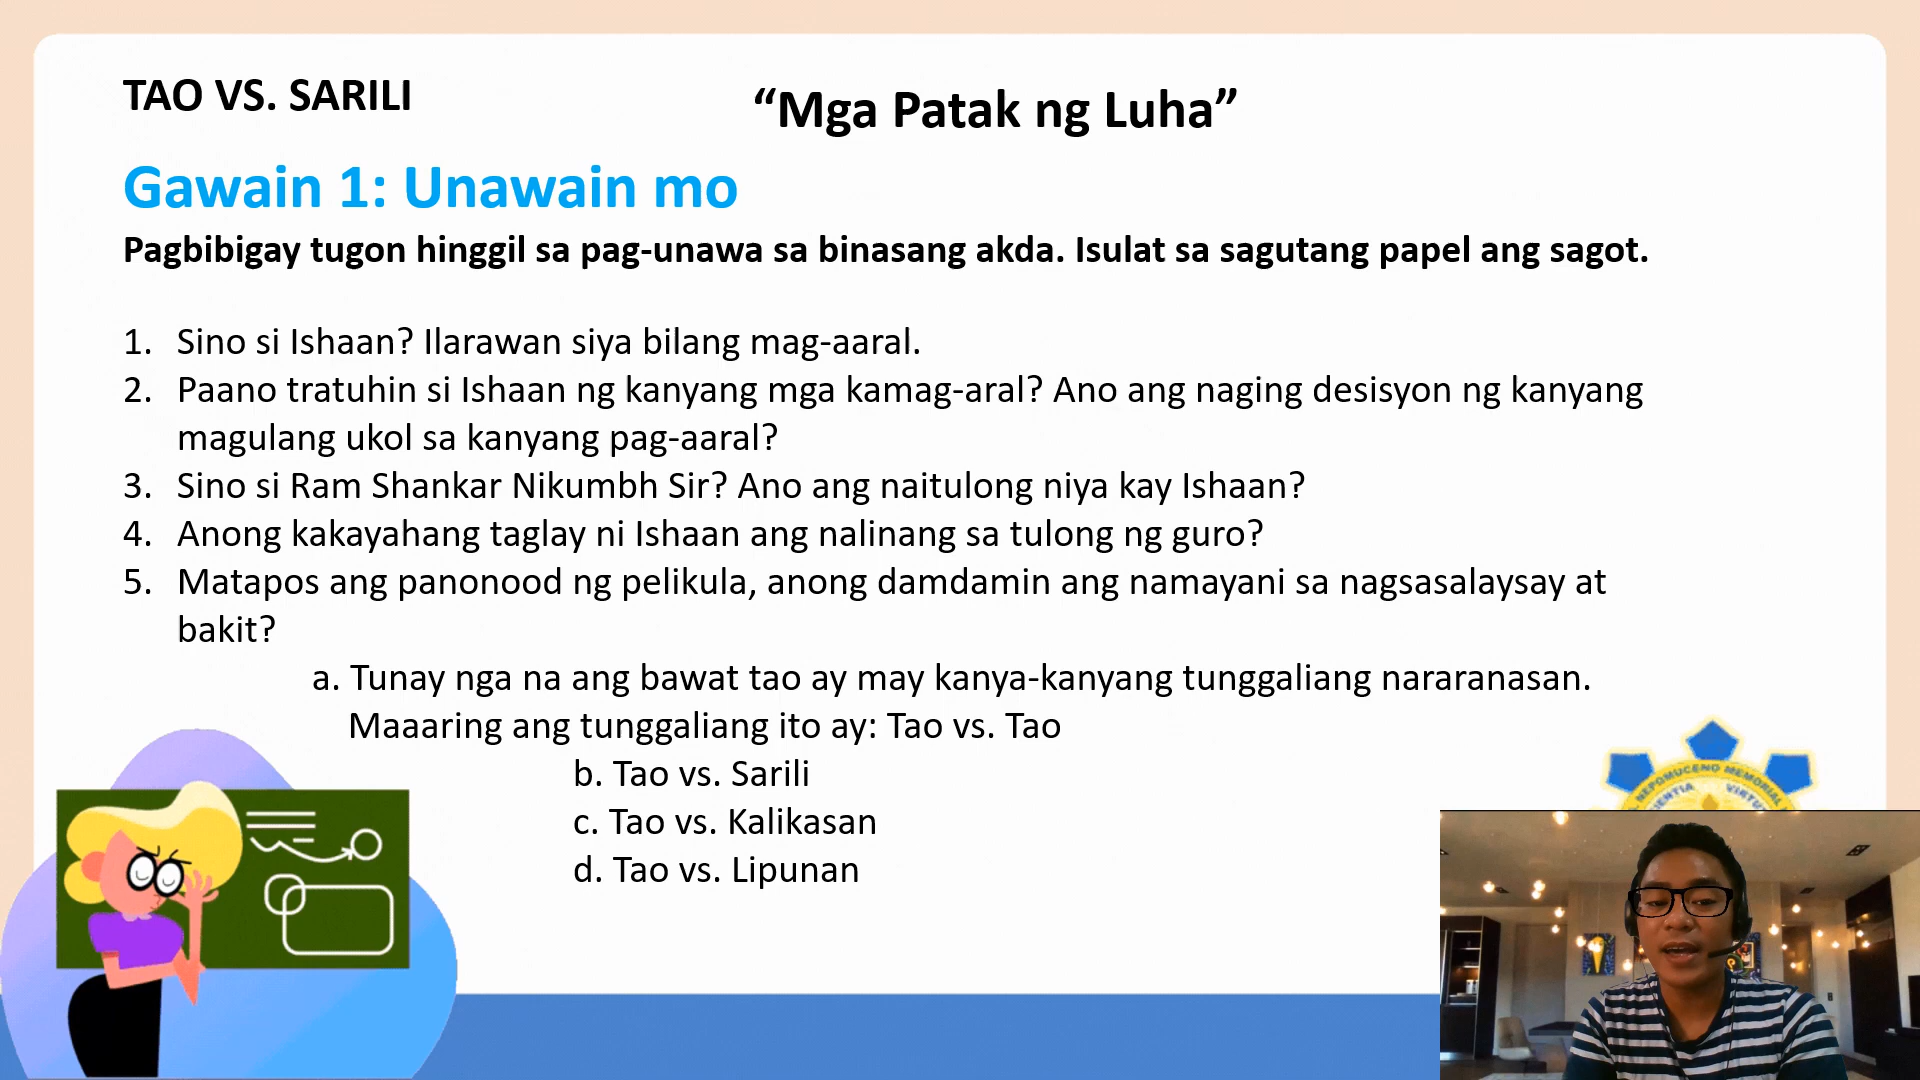 TAO VS. SARILI
“Mga Patak ng Luha”
Gawain 1: Unawain mo
Pagbibigay tugon hinggil sa pag-unawa sa binasang akda. Isulat sa sagutang papel ang sagot.
1. Sino si Ishaan? Ilarawan siya bilang mag-aaral.
2. Paano tratuhin si Ishaan ng kanyang mga kamag-aral? Ano ang naging desisyon ng kanyang
magulang ukol sa kanyang pag-aaral?
3. Sino si Ram Shankar Nikumbh Sir? Ano ang naitulong niya kay Ishaan?
4. Anong kakayahang taglay ni Ishaan ang nalinang sa tulong ng guro?
5. Matapos ang panonood ng pelikula, anong damdamin ang namayani sa nagsasalaysay at
bakit?
a. Tunay nga na ang bawat tao ay may kanya-kanyang tunggaliang nararanasan.
Maaaring ang tunggaliang ito ay: Tao vs. Tao
b. Tao vs. Sarili
c. Tao vs. Kalikasan
d. Tao vs. Lipunan
NEPOMUCENO MEMORIAL